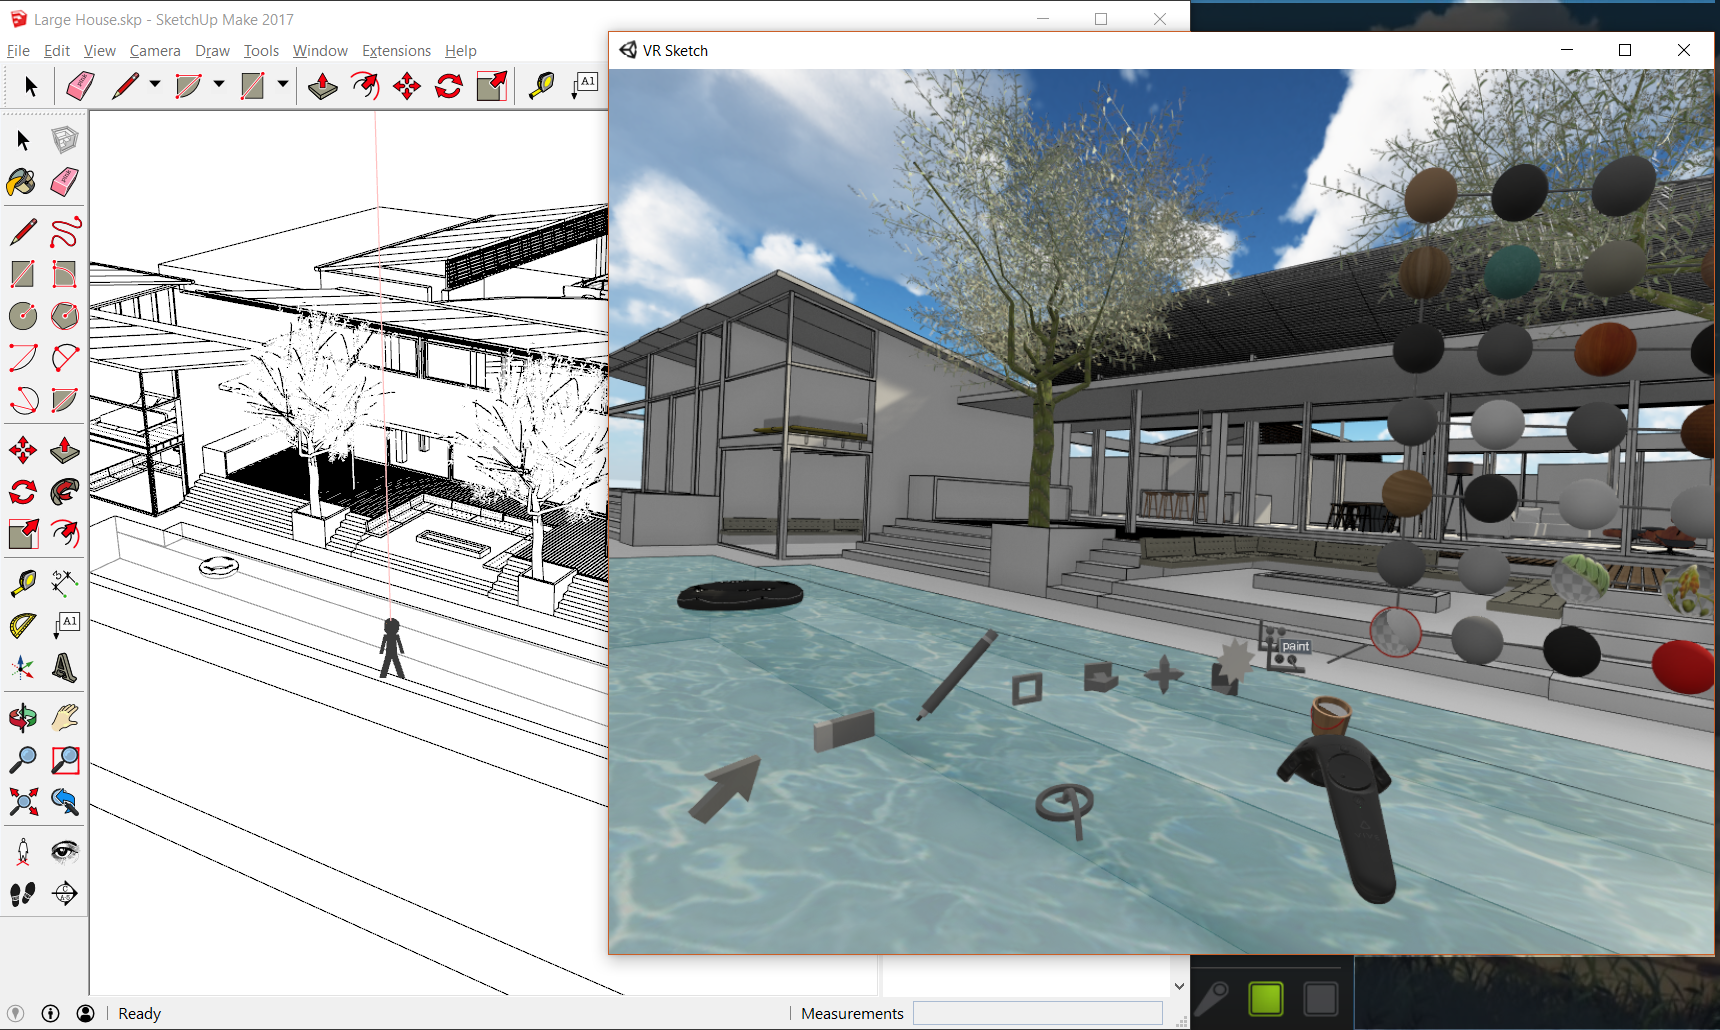 Large House.skp - SketchUp Make 2017
File Edit View Camera Draw Tools Window Extensions Help
A1
VR Sketch
A1
paint
Ready
Measurements